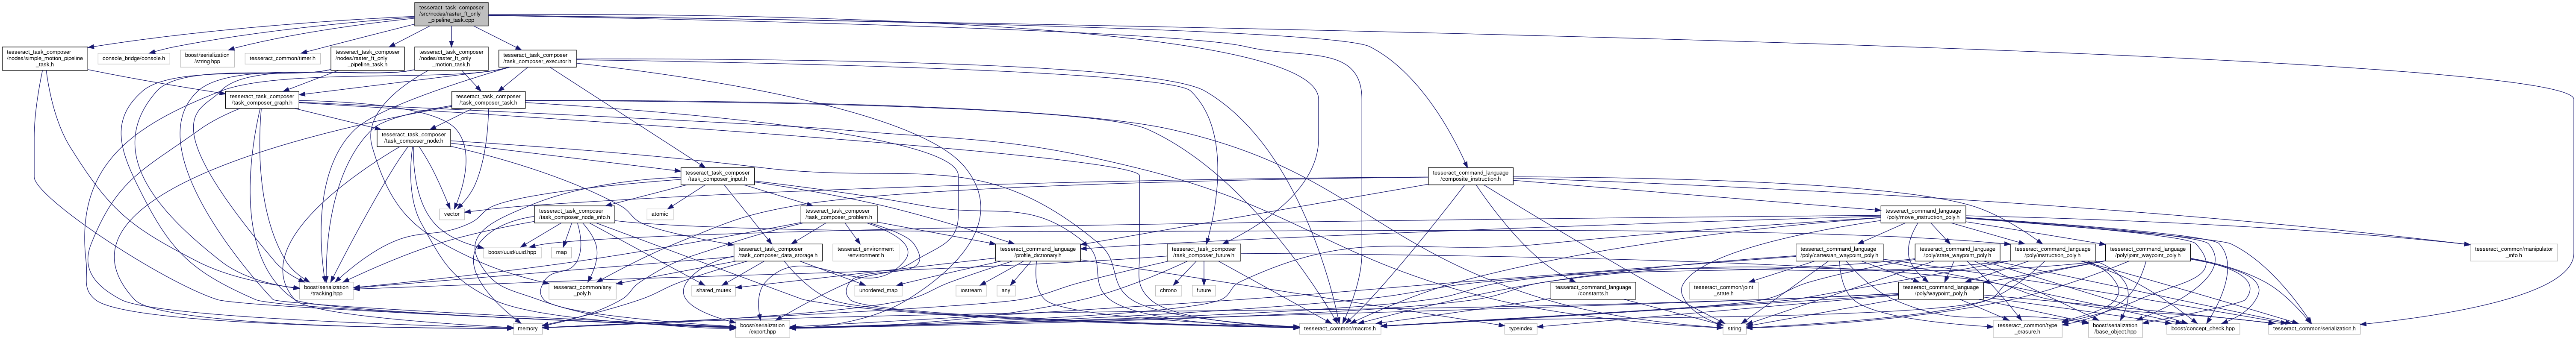 tesseract_task_composer
/src/nodes/raster_ft_only
_pipeline_task.cpp
tesseract_task_composer
/nodes/simple_motion_pipeline
_task.h
console_bridge/console.h
boost/serialization
/string.hpp
tesseract_common/timer.h
tesseract_task_composer
/nodes/raster_ft_only
_pipeline_task.h
tesseract_task_composer
/nodes/raster_ft_only
_motion_task.h
tesseract_task_composer
/task_composer_executor.h
tesseract_task_composer
/task_composer_graph.h
tesseract_task_composer
/task_composer_task.h
tesseract_task_composer
/task_composer_node.h
tesseract_task_composer
/task_composer_input.h
tesseract_command_language
/composite_instruction.h
vector
atomic
tesseract_task_composer
/task_composer_node_info.h
tesseract_task_composer
/task_composer_problem.h
tesseract_command_language
/poly/move_instruction_poly.h
boost/uuid/uuid.hpp
map
tesseract_task_composer
/task_composer_data_storage.h
tesseract_environment
/environment.h
tesseract_command_language
/profile_dictionary.h
tesseract_task_composer
/task_composer_future.h
tesseract_command_language
/poly/cartesian_waypoint_poly.h
tesseract_command_language
/poly/state_waypoint_poly.h
tesseract_command_language
/poly/instruction_poly.h
tesseract_command_language
/poly/joint_waypoint_poly.h
tesseract_common/manipulator
_info.h
boost/serialization
/tracking.hpp
tesseract_common/any
_poly.h
shared_mutex
unordered_map
iostream
any
chrono
future
tesseract_command_language
/constants.h
tesseract_common/joint
_state.h
tesseract_command_language
/poly/waypoint_poly.h
memory
boost/serialization
/export.hpp
tesseract_common/macros.h
typeindex
string
tesseract_common/type
_erasure.h
boost/serialization
/base_object.hpp
boost/concept_check.hpp
tesseract_common/serialization.h